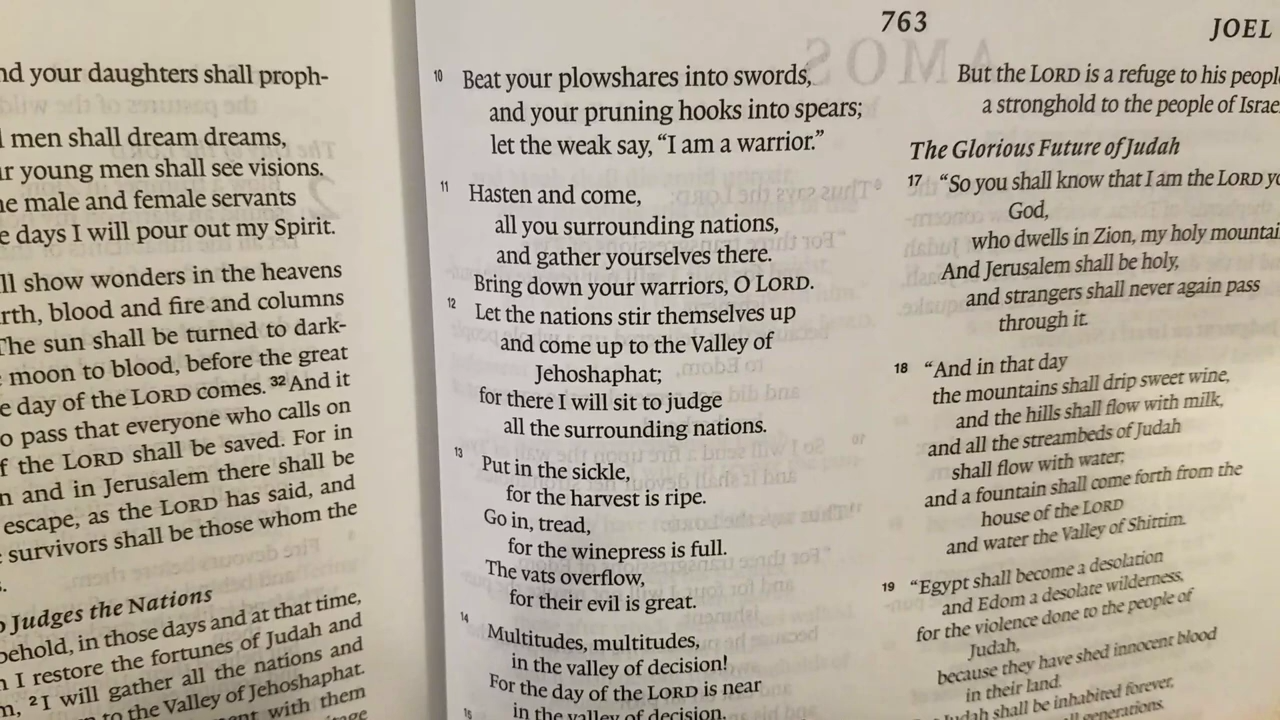 nd your daughters shall proph-
men shall dream dreams,
young men shall see visions.
male and female servants
days I will pour out my Spirit.
show wonders in the heavens
blood and fire and columns
The sun shall be turned to dark-
moon to blood, before the great
day of the LORD comes. 32 And it
pass that everyone who calls on
the LORD shall be saved. For in
and in Jerusalem there shall be
escape, as the LORD has said, and
survivors shall be those whom the
Judges the Nations
behold, in those days and at that time,
I restore the fortunes of Judah and
2 I will gather all the nations and
to the Valley of Jehoshaphat.
with them
763
JOEL
10 Beat your plowshares into swords,
and your pruning hooks into spears;
let the weak say, “I am a warrior.”
11 Hasten and come,
all you surrounding nations,
and gather yourselves there.
Bring down your warriors, O LORD.
12 Let the nations stir themselves up
and come up to the Valley of
Jehoshaphat;
for there I will sit to judge
all the surrounding nations.
13 Put in the sickle,
for the harvest is ripe.
Go in, tread,
for the winepress is full.
The vats overflow,
for their evil is great.
14 Multitudes, multitudes,
in the valley of decision!
For the day of the LORD is near
in the valley of decision.
15
But the LORD is a refuge to his people
a stronghold to the people of Israe
The Glorious Future of Judah
17 “So you shall know that I am the LORD yo
God,
who dwells in Zion, my holy mountai
And Jerusalem shall be holy,
and strangers shall never again pass
through it.
18 “And in that day
the mountains shall drip sweet wine,
and the hills shall flow with milk,
and all the streambeds of Judah
shall flow with water;
and a fountain shall come forth from the
house of the LORD
and water the Valley of Shittim.
19 “Egypt shall become a desolation
and Edom a desolate wilderness,
for the violence done to the people of
Judah,
because they have shed innocent blood
in their land.
Judah shall be inhabited forever,
generations.